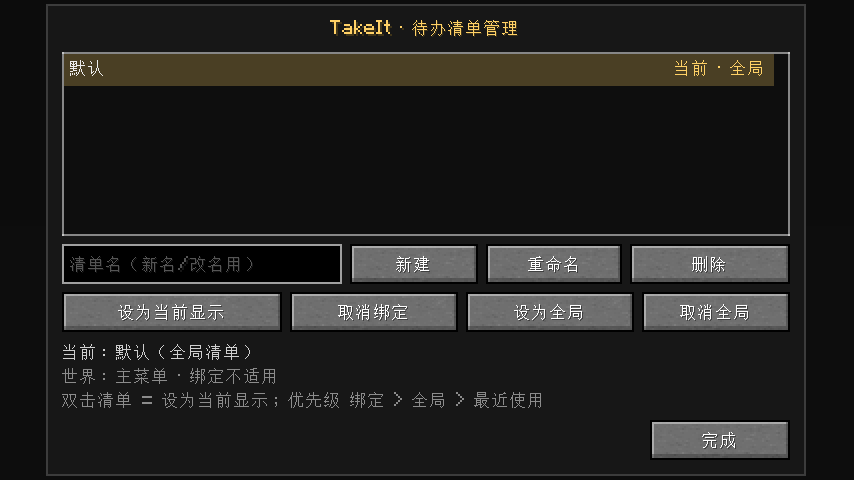 TakeIt · 待办清单管理
默认 当前 · 全局
清单名（新名/改名用） 新建 重命名 删除
设为当前显示 取消绑定 设为全局 取消全局
当前：默认（全局清单）
世界：主菜单 · 绑定不适用
双击清单 = 设为当前显示；优先级 绑定 > 全局 > 最近使用
完成